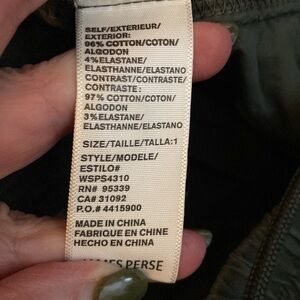 SELF/EXTERIEUR/
EXTERIOR:
96% COTTON/COTON/
ALGODON
4% ELASTANE/
ELASTHANNE/ELASTANO
CONTRAST/CONTRASTE/
CONTRASTE:
97% COTTON/COTON/
ALGODON
3% ELASTANE/
ELASTHANNE/ELASTANO
SIZE/TAILLE/TALLA:1
STYLE/MODELE/
ESTILO#
WSPS4310
RN# 95339
CA# 31092
P.O.# 4415900
MADE IN CHINA
FABRIQUE EN CHINE
HECHO EN CHINA
JAMES PERSE